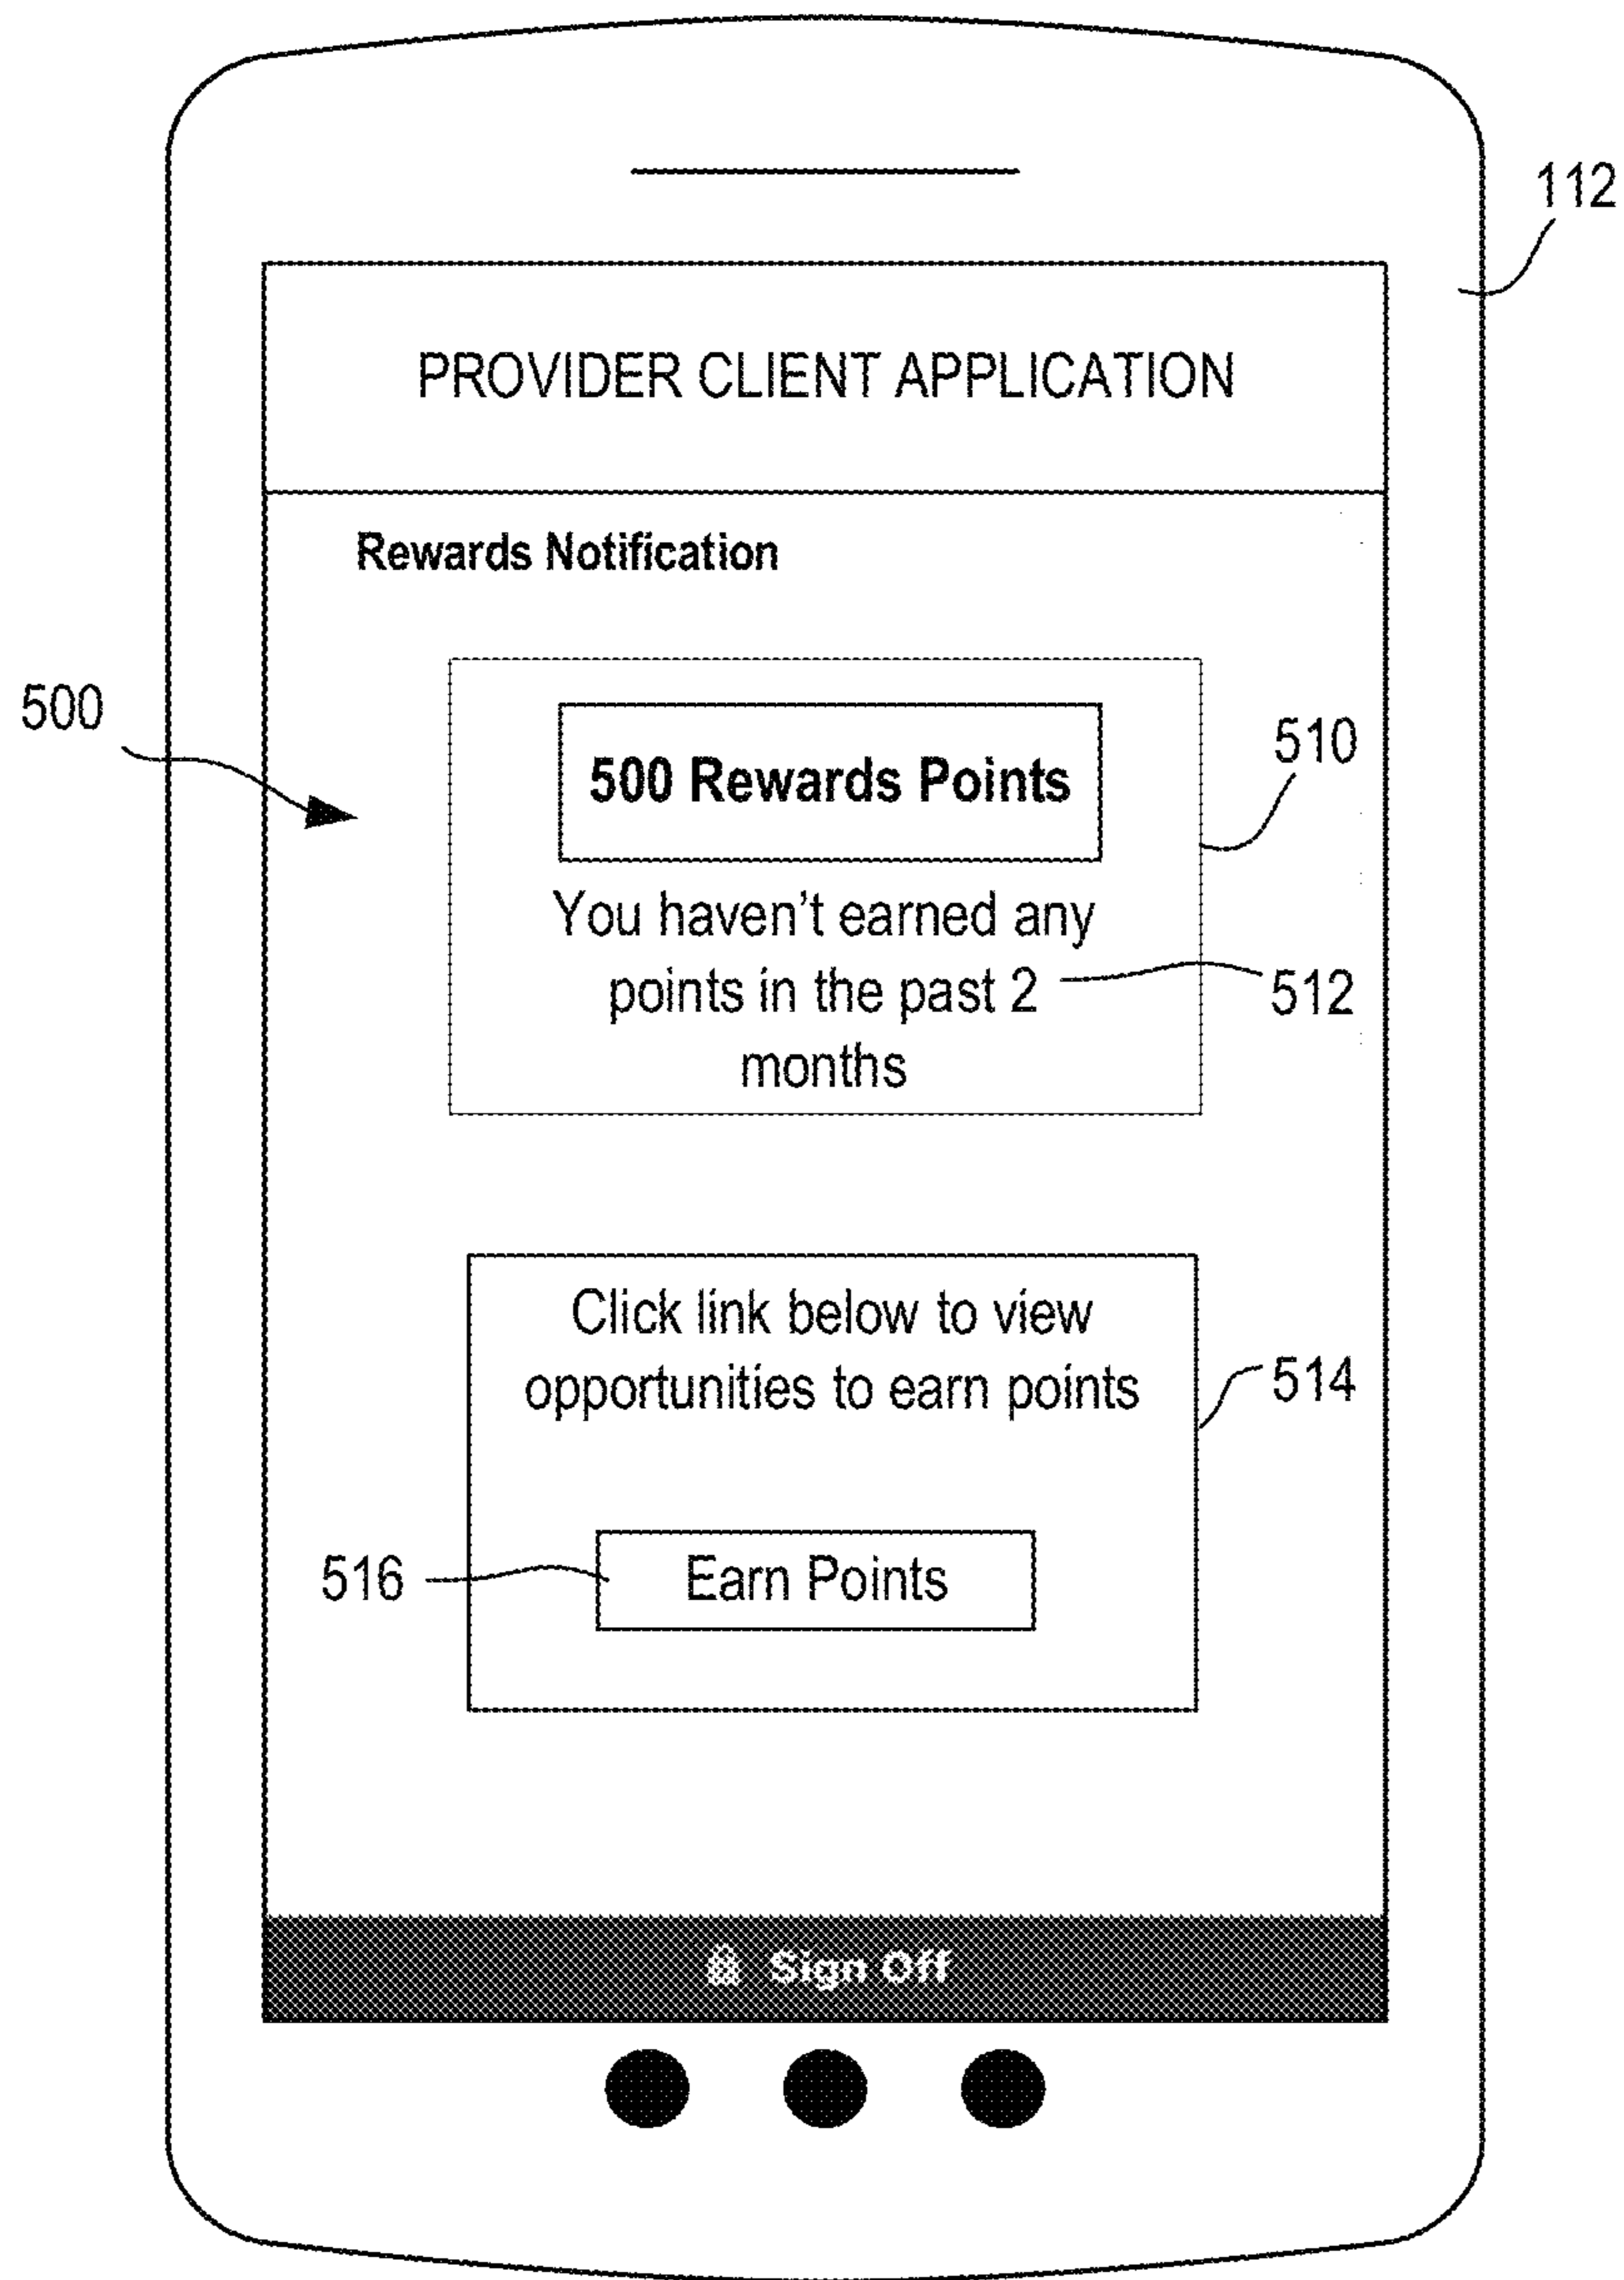 112
PROVIDER CLIENT APPLICATION
Rewards Notification
500
500 Rewards Points
510
You haven't earned any
points in the past 2
512
months
Click link below to view
opportunities to earn points
514
516
Earn Points
Sign Off